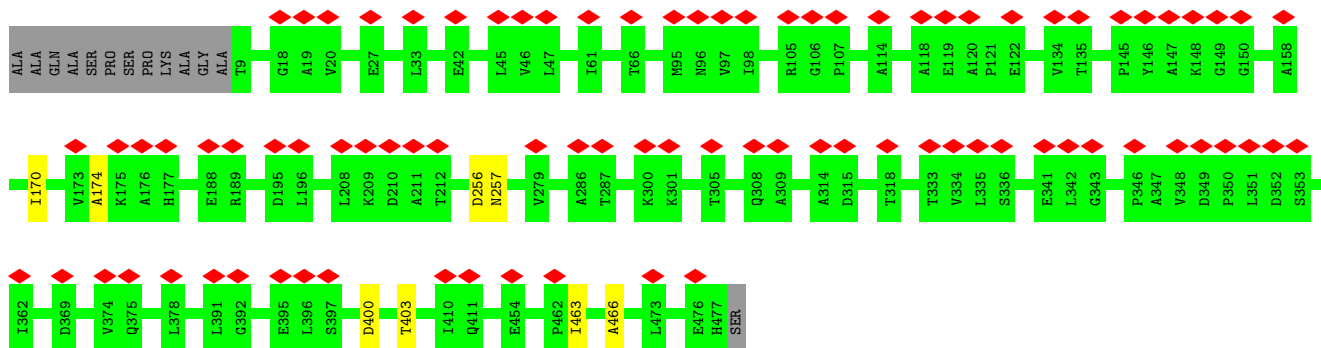 ALA ALA GLN ALA SER PRO SER PRO LYS ALA GLY ALA T9 G18 A19 V20 E27 L33 E42 L45 V46 L47 I61 T66 M95 N96 V97 I98 R105 G106 P107 A114 A118 E119 A120 P121 E122 V134 T135 P145 Y146 A147 K148 G149 G150 A158
I170 V173 A174 K175 A176 H177 E188 R189 D195 L196 L208 K209 D210 A211 T212 D256 N257 V279 A286 T287 K300 K301 T305 Q308 A309 A314 D315 T318 T333 V334 L335 S336 E341 L342 G343 P346 A347 V348 D349 P350 L351 D352 S353
I362 D369 V374 Q375 L378 L391 G392 E395 L396 S397 D400 T403 I410 Q411 E454 P462 I463 A466 L473 E476 H477 SER